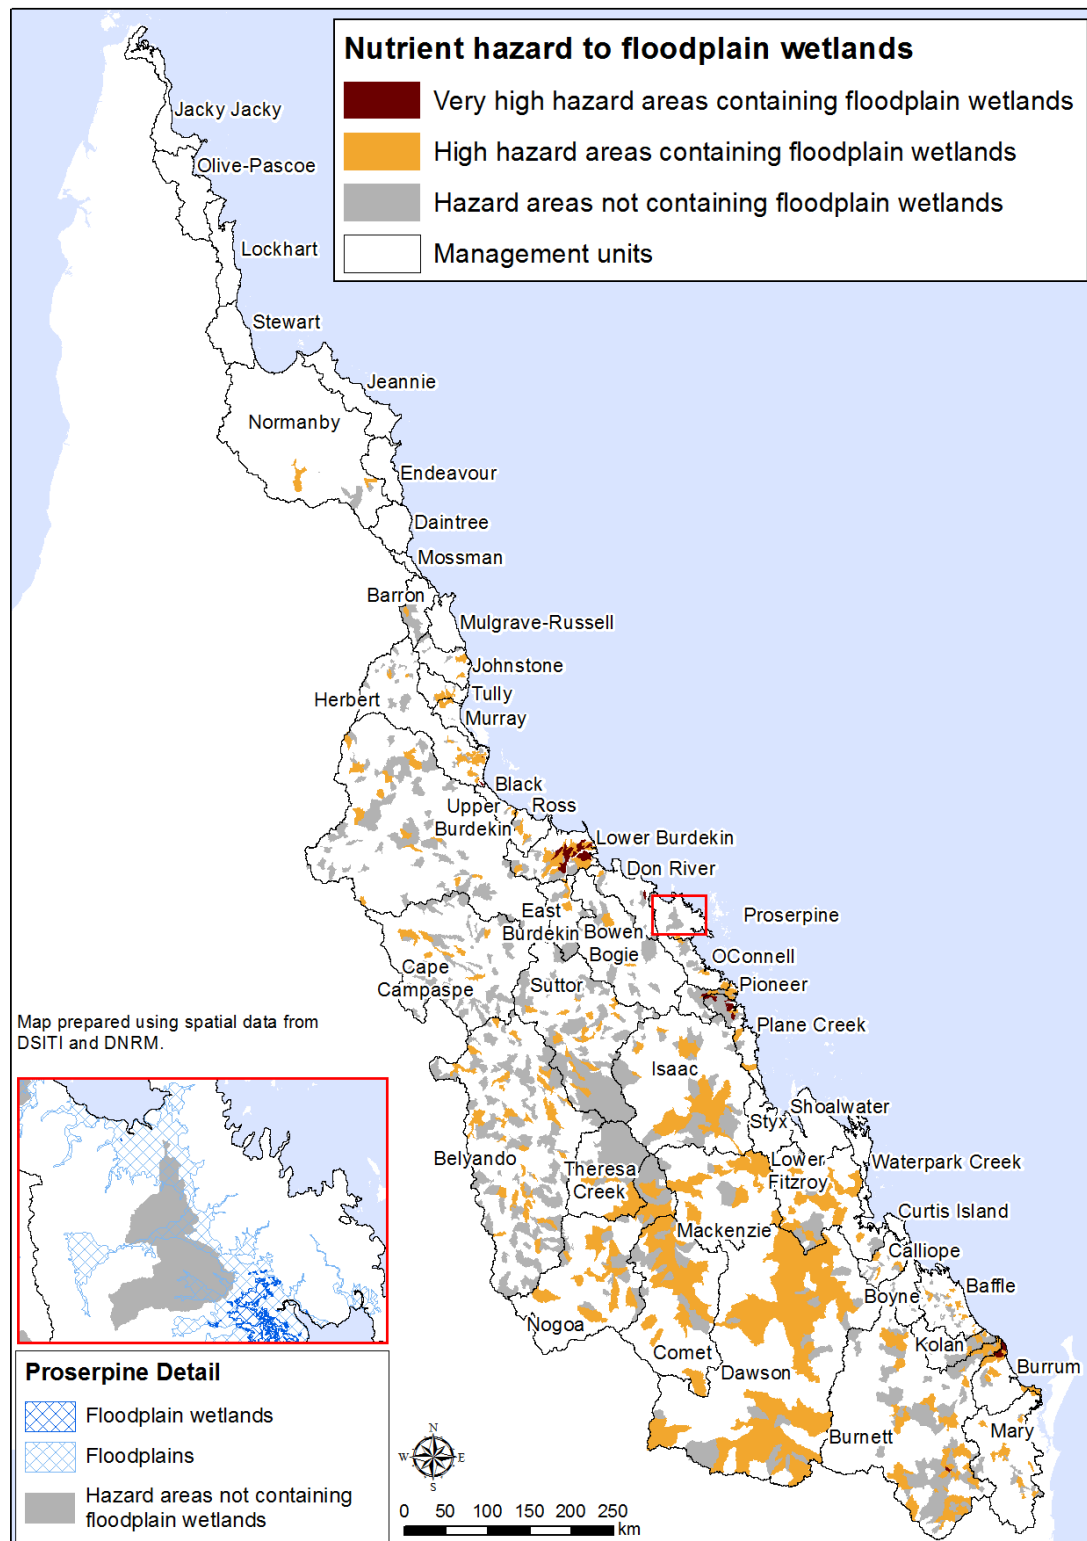 Nutrient hazard to floodplain wetlands
Very high hazard areas containing floodplain wetlands
High hazard areas containing floodplain wetlands
Hazard areas not containing floodplain wetlands
Management units
Jacky Jacky
Olive-Pascoe
Lockhart
Stewart
Jeannie
Normanby
Endeavour
Daintree
Mossman
Barron
Mulgrave-Russell
Johnstone
Herbert
Tully
Murray
Black
Upper
Burdekin
Ross
Lower Burdekin
Don River
East
Burdekin
Bowen
Bogie
Proserpine
OConnell
Cape
Campaspe
Suttor
Pioneer
Plane Creek
Map prepared using spatial data from
DSITI and DNRM.
Isaac
Styx
Shoalwater
Belyando
Theresa
Creek
Lower
Fitzroy
Waterpark Creek
Mackenzie
Curtis Island
Calliope
Boyne
Baffle
Nogoa
Comet
Dawson
Kolan
Burrum
Burnett
Mary
Proserpine Detail
Floodplain wetlands
Floodplains
Hazard areas not containing
floodplain wetlands
N
W E
S
0 50 100 150 200 250
km